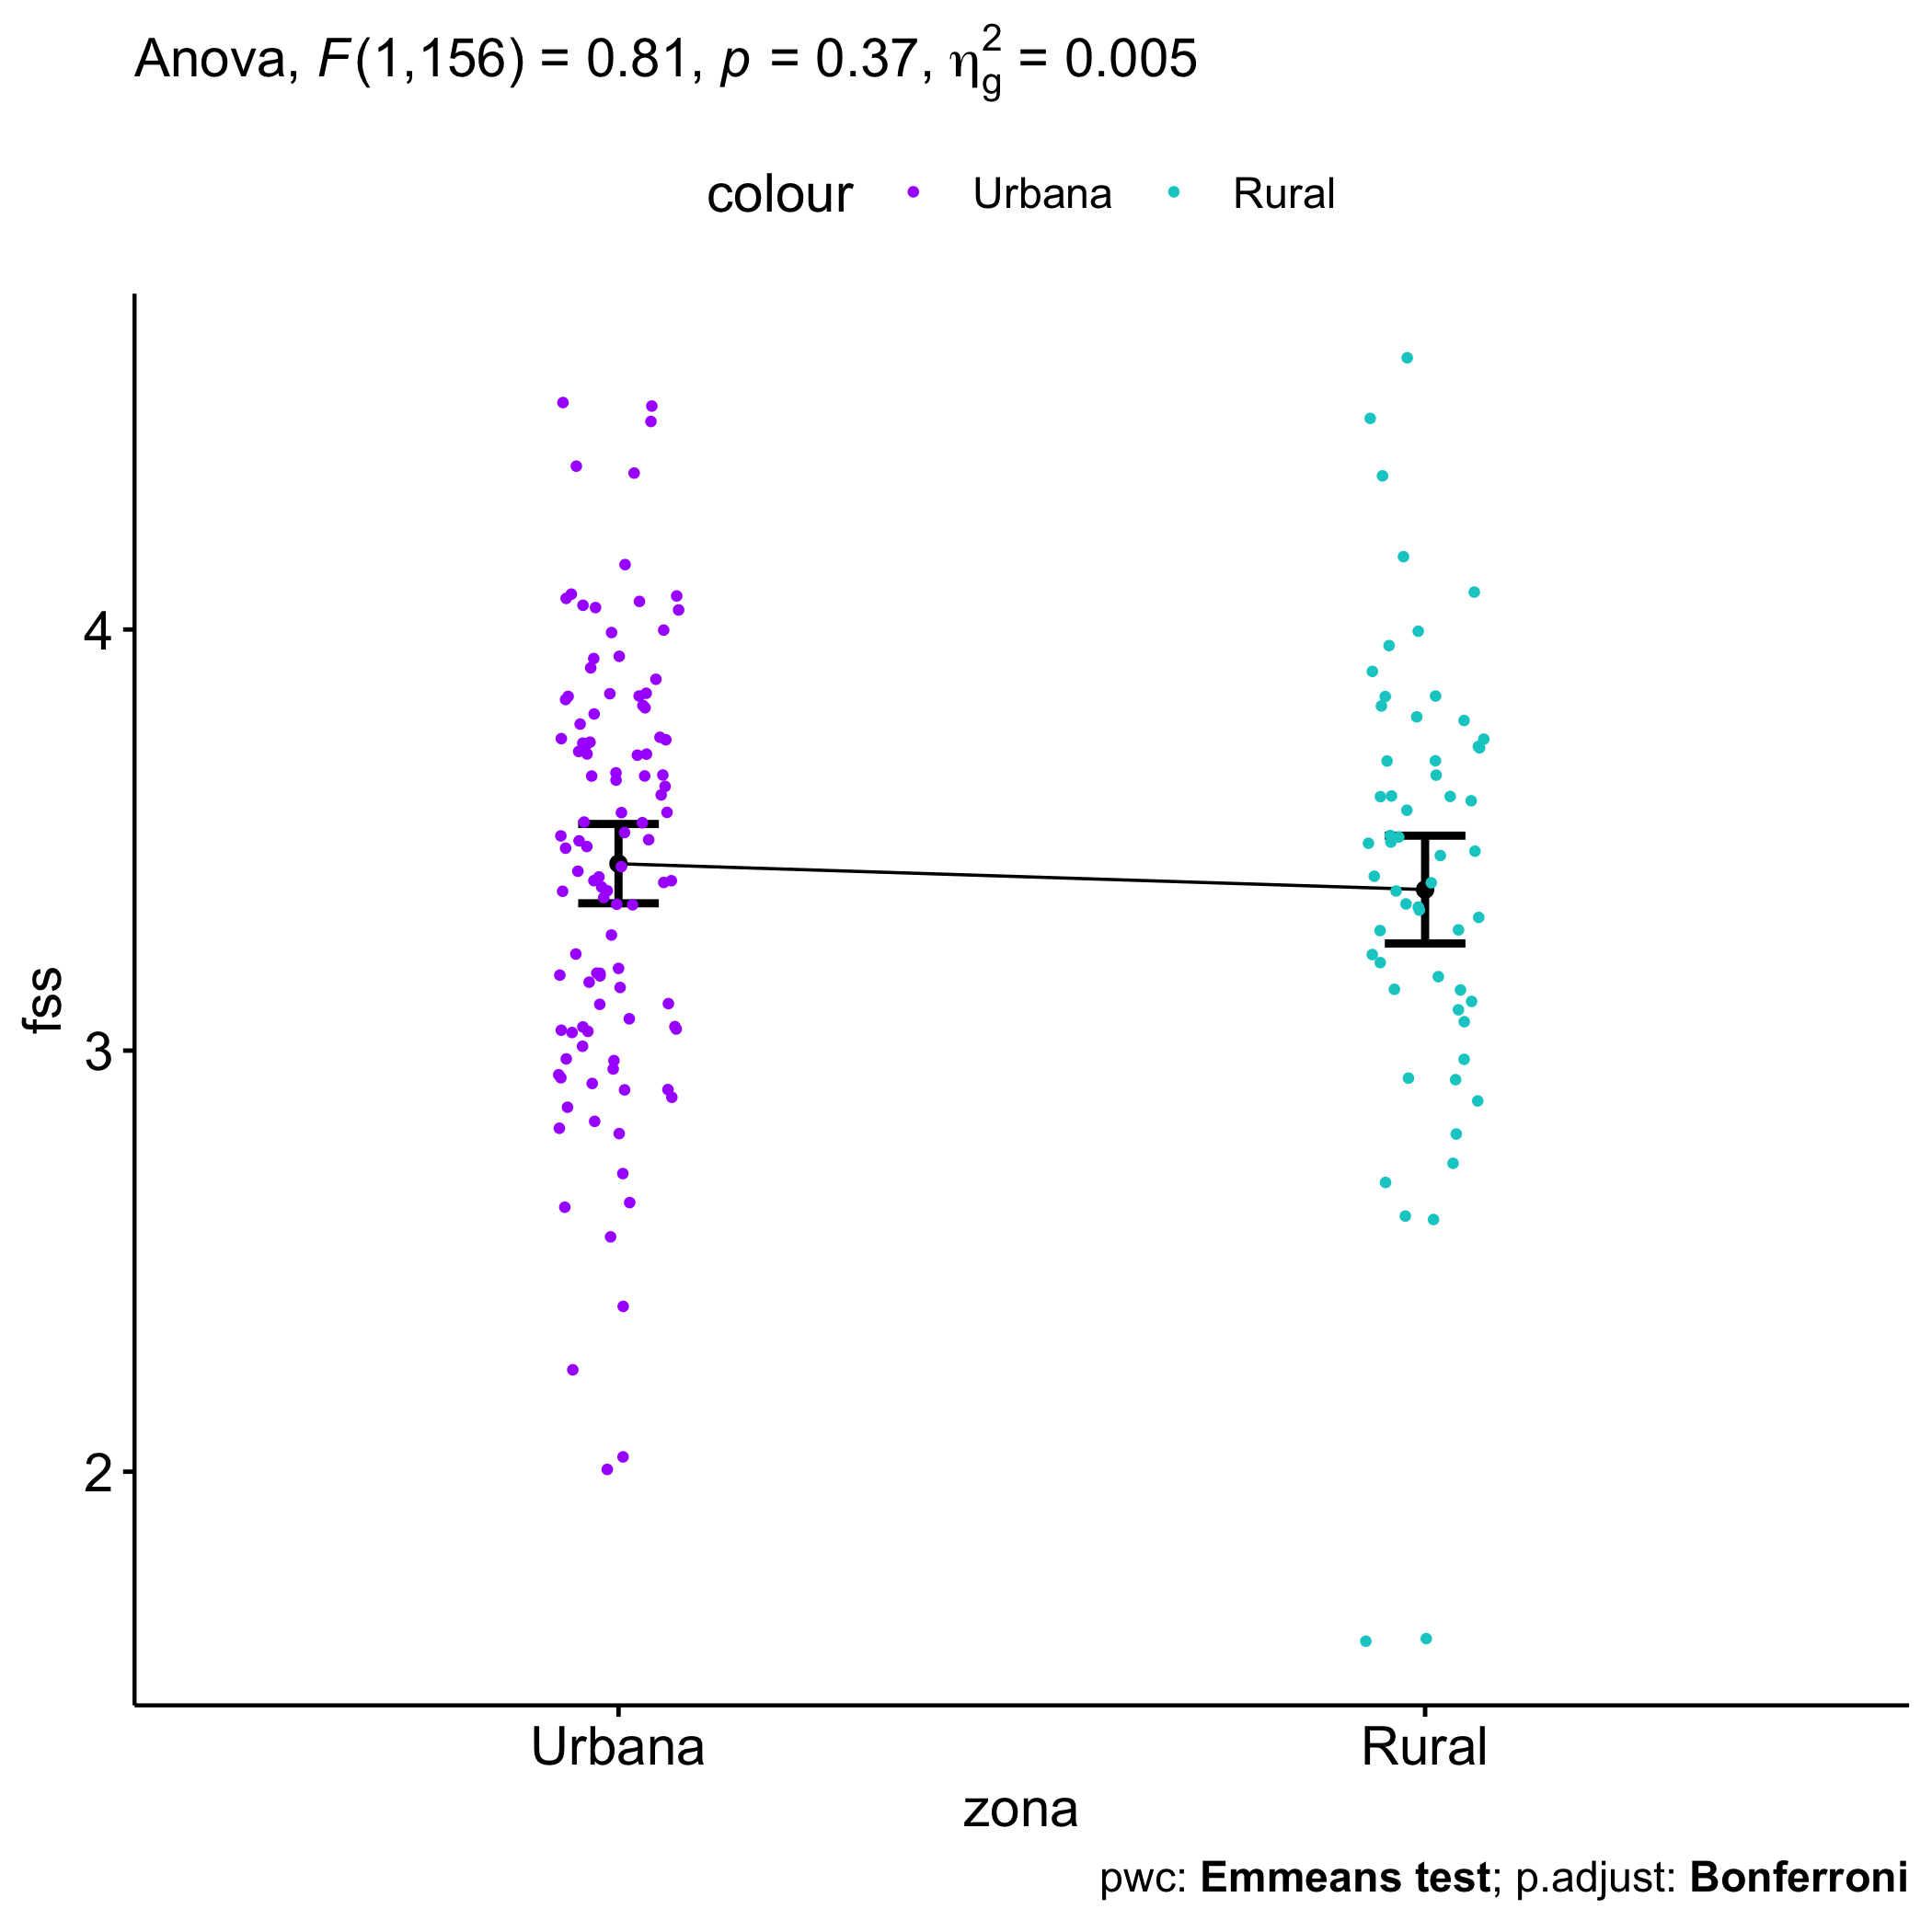 Anova, F(1,156) = 0.81, p = 0.37, η²g = 0.005
colour Urbana Rural
fss
4
3
2
Urbana Rural
zona
pwc: Emmeans test; p.adjust: Bonferroni